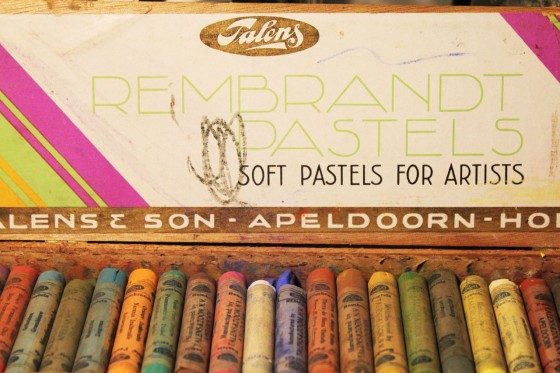 Talens
REMBRANDT
PASTELS
SOFT PASTELS FOR ARTISTS
ALENS & SON - APELDOORN - HO